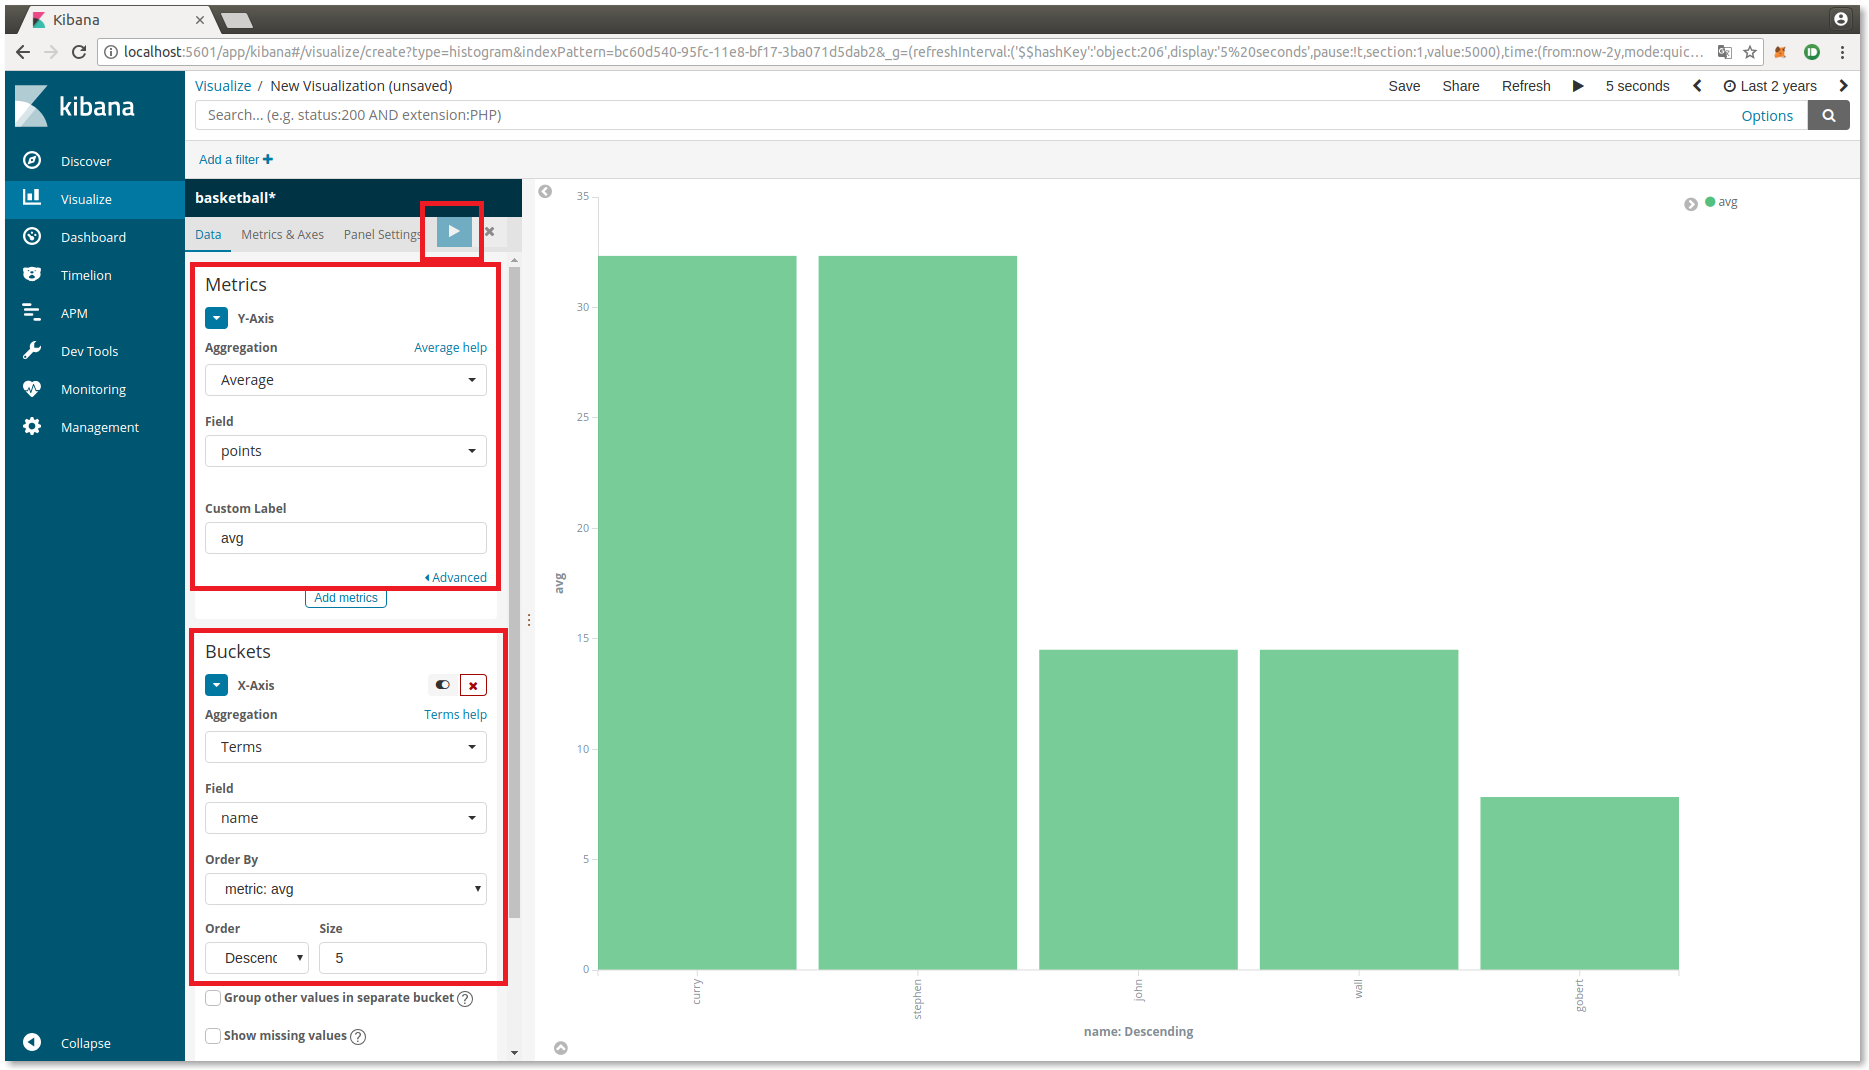 Kibana
localhost:5601/app/kibana#/visualize/create?type=histogram&indexPattern=bc60d540-95fc-11e8-bf17-3ba071d5dab2&_g=(refreshInterval:('$$hashKey':'object:206',display:'5%20seconds',pause:!t,section:1,value:5000),time:(from:now-2y,mode:quic...
kibana
Visualize / New Visualization (unsaved)
Save Share Refresh 5 seconds Last 2 years
Search... (e.g. status:200 AND extension:PHP)
Options
Add a filter
Discover
Visualize
Dashboard
Timelion
APM
Dev Tools
Monitoring
Management
Collapse
basketball*
Data Metrics & Axes Panel Settings
Metrics
Y-Axis
Aggregation Average help
Average
Field
points
Custom Label
avg
Advanced
Add metrics
Buckets
X-Axis
Aggregation Terms help
Terms
Field
name
Order By
metric: avg
Order Size
Descenc 5
Group other values in separate bucket ?
Show missing values ?
avg
35
30
25
20
15
10
5
0
avg
curry
stephen
john
wall
gobert
name: Descending